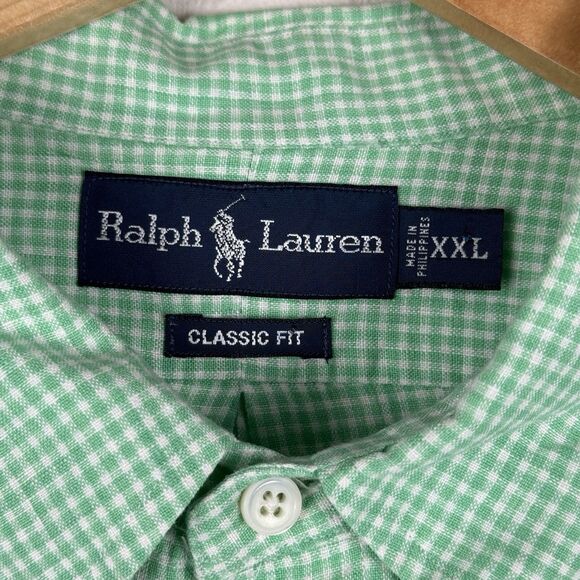 Ralph Lauren
MADE IN
PHILIPPINES
XXL
CLASSIC FIT